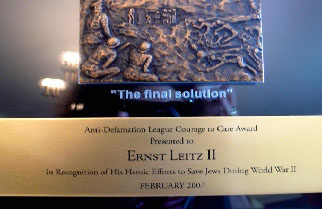 "The final solution"
Anti-Defamation League Courage to Care Award
Presented to
ERNST LEITZ II
In Recognition of His Heroic Efforts to Save Jews During World War II
FEBRUARY 2007